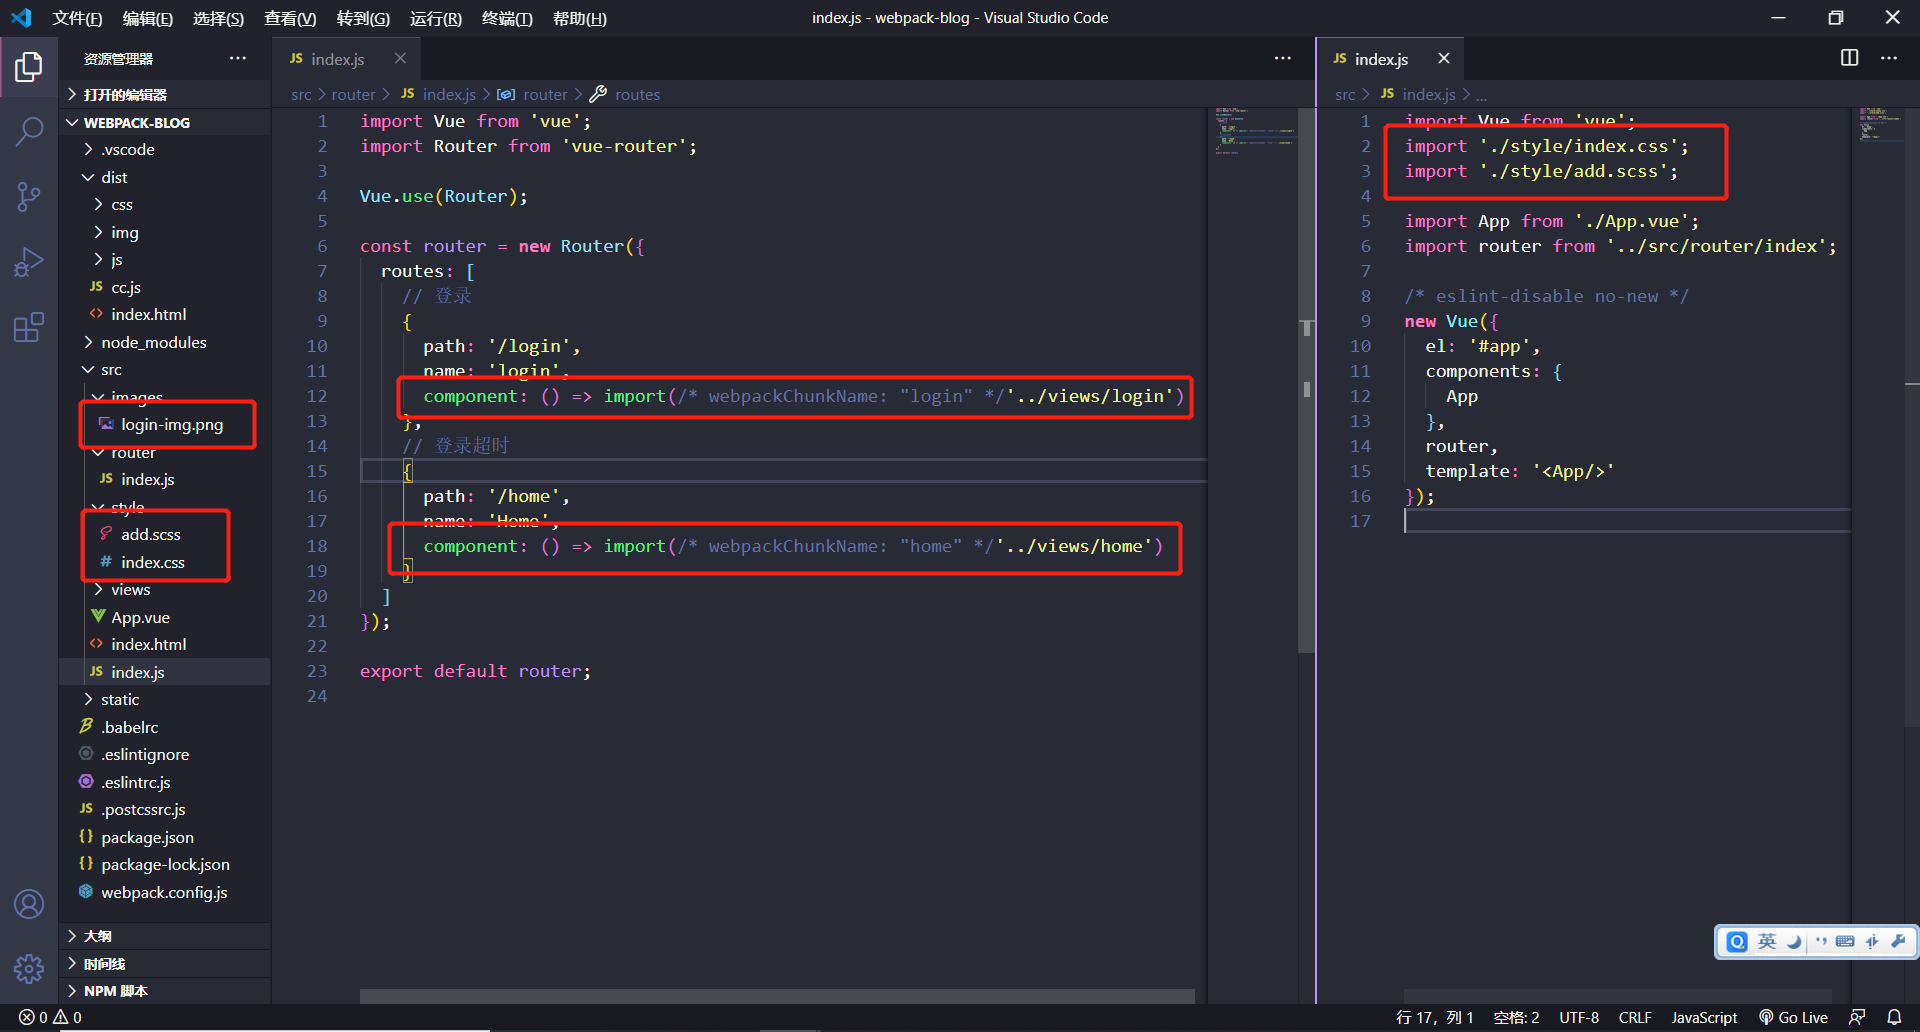 文件(F) 编辑(E) 选择(S) 查看(V) 转到(G) 运行(R) 终端(T) 帮助(H)
index.js - webpack-blog - Visual Studio Code
资源管理器
打开的编辑器
WEBPACK-BLOG
.vscode
dist
css
img
js
JS cc.js
<> index.html
node_modules
src
images
login-img.png
router
JS index.js
style
add.scss
# index.css
views
App.vue
<> index.html
JS index.js
static
.babelrc
.eslintignore
.eslintrc.js
JS .postcssrc.js
{} package.json
{} package-lock.json
webpack.config.js
大纲
时间线
NPM 脚本
JS index.js
src > router > JS index.js > router > routes
1 import Vue from 'vue';
2 import Router from 'vue-router';
3
4 Vue.use(Router);
5
6 const router = new Router({
7 routes: [
8 // 登录
9 {
10 path: '/login',
11 name: 'login',
12 component: () => import(/* webpackChunkName: "login" */'../views/login')
13 },
14 // 登录超时
15 {
16 path: '/home',
17 name: 'Home',
18 component: () => import(/* webpackChunkName: "home" */'../views/home')
19 }
20 ]
21 });
22
23 export default router;
24
JS index.js
src > JS index.js > ...
1 import Vue from 'vue';
2 import './style/index.css';
3 import './style/add.scss';
4
5 import App from './App.vue';
6 import router from '../src/router/index';
7
8 /* eslint-disable no-new */
9 new Vue({
10 el: '#app',
11 components: {
12 App
13 },
14 router,
15 template: '<App/>'
16 });
17
英
0 0
行 17，列 1 空格: 2 UTF-8 CRLF JavaScript Go Live